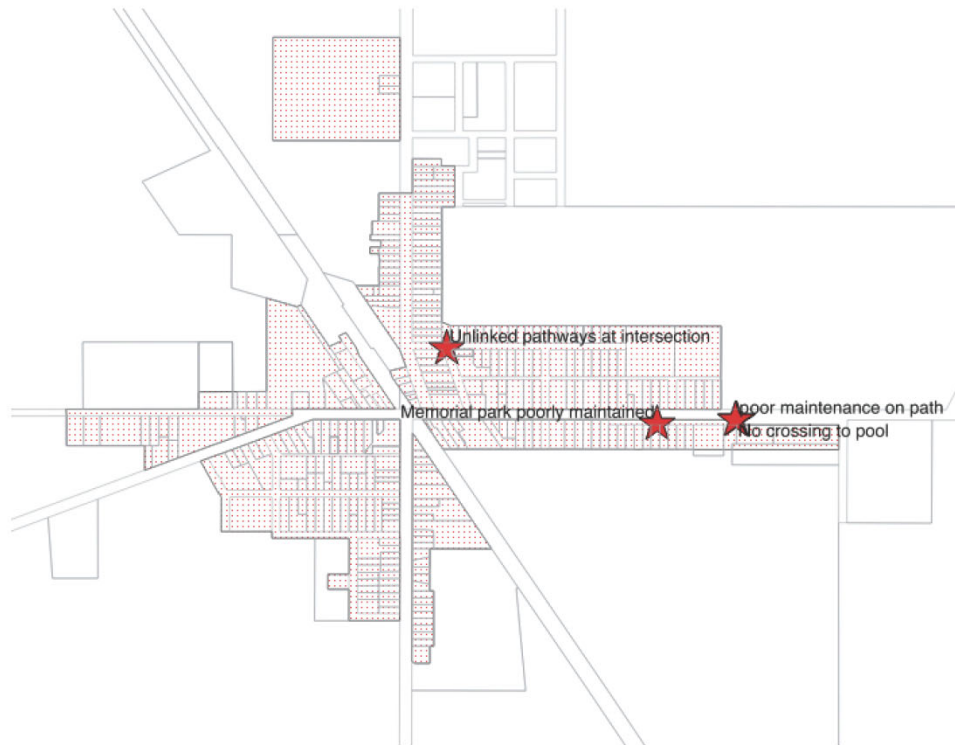 Unlinked pathways at intersection
Memorial park poorly maintained
poor maintenance on path
No crossing to pool